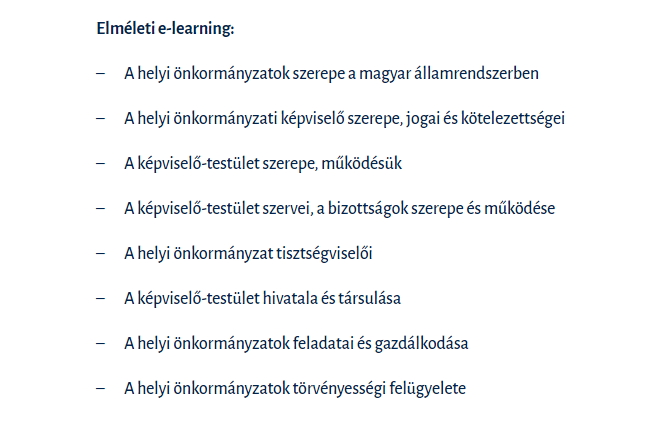 Elméleti e-learning:
– A helyi önkormányzatok szerepe a magyar államrendszerben
– A helyi önkormányzati képviselő szerepe, jogai és kötelezettségei
– A képviselő-testület szerepe, működésük
– A képviselő-testület szervei, a bizottságok szerepe és működése
– A helyi önkormányzat tisztségviselői
– A képviselő-testület hivatala és társulása
– A helyi önkormányzatok feladatai és gazdálkodása
– A helyi önkormányzatok törvényességi felügyelete